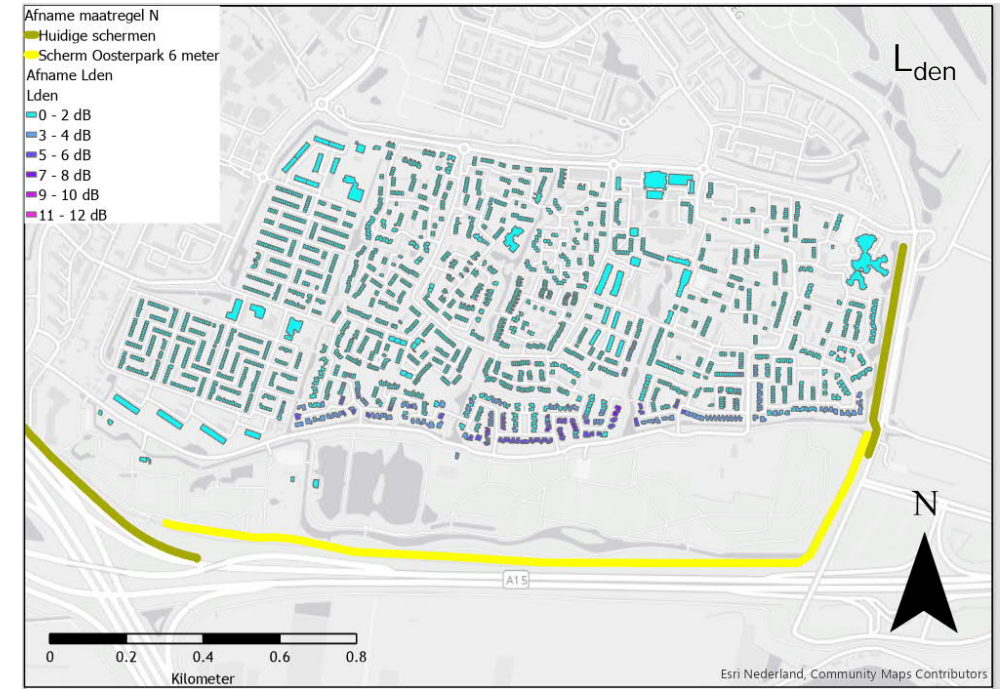 Afname maatregel N
Huidige schermen
Scherm Oosterpark 6 meter
Afname Lden
Lden
0 - 2 dB
3 - 4 dB
5 - 6 dB
7 - 8 dB
9 - 10 dB
11 - 12 dB
Lden
N
A15
0 0.2 0.4 0.6 0.8
Kilometer
Esri Nederland, Community Maps Contributors